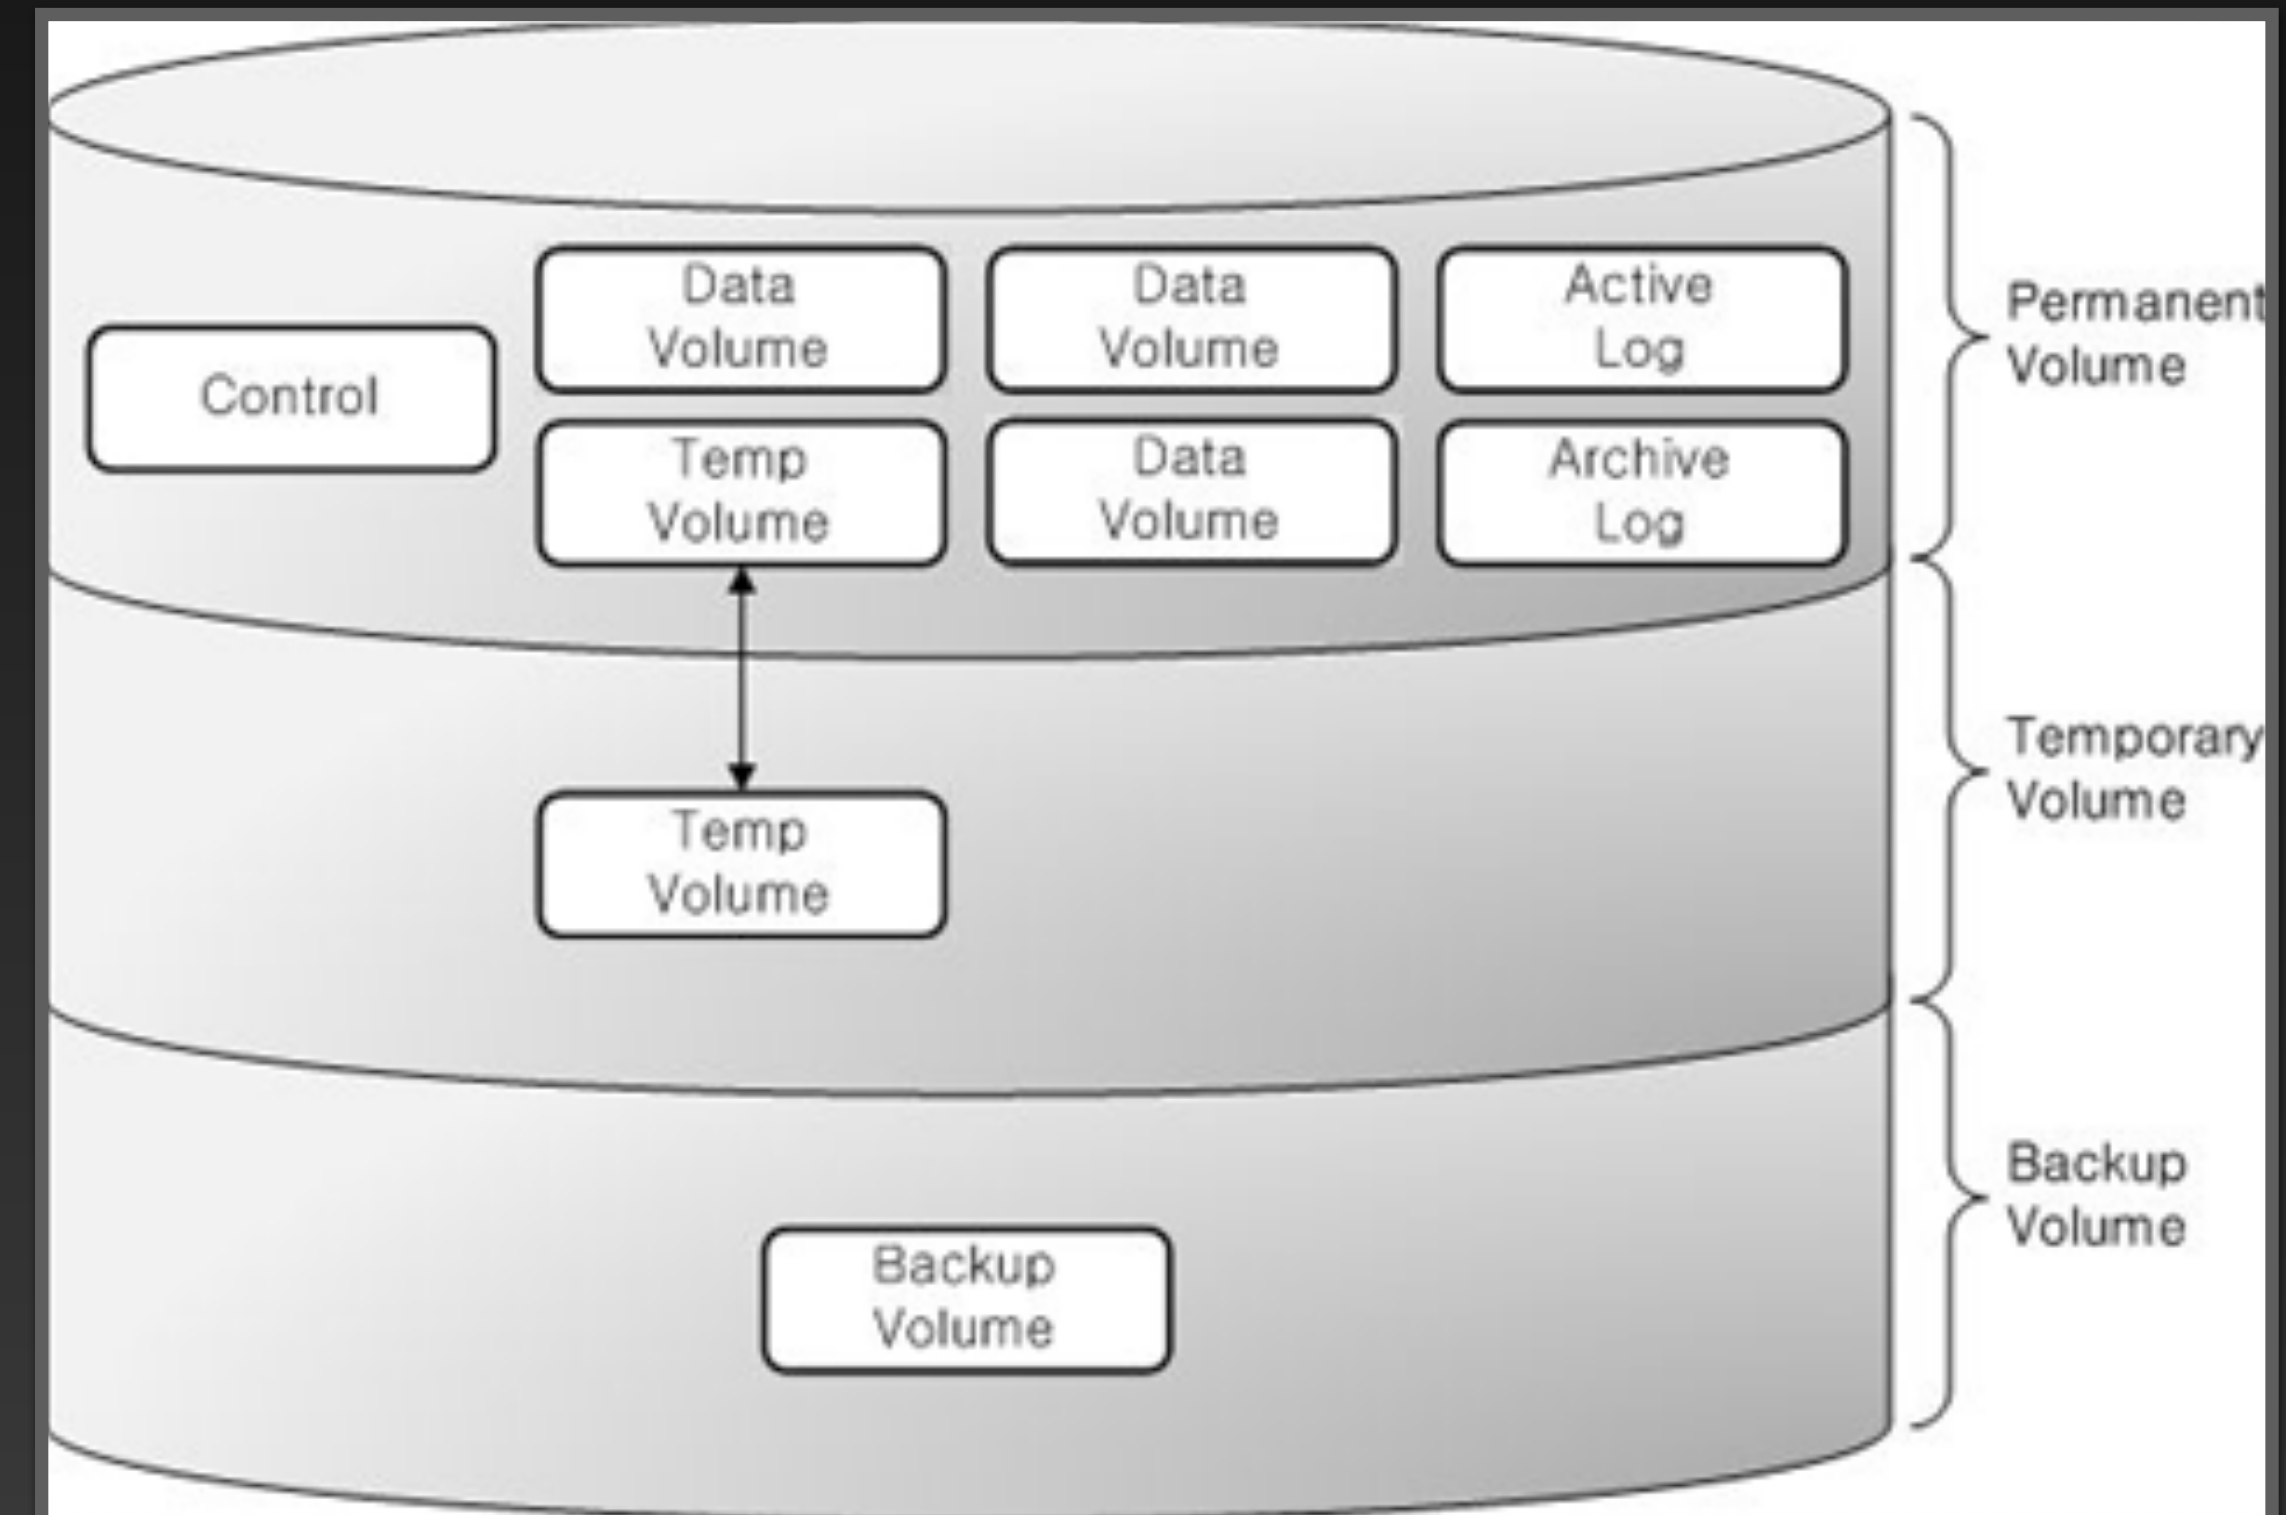 Data
Volume
Data
Volume
Active
Log
Control
Temp
Volume
Data
Volume
Archive
Log
Permanent
Volume
Temp
Volume
Temporary
Volume
Backup
Volume
Backup
Volume